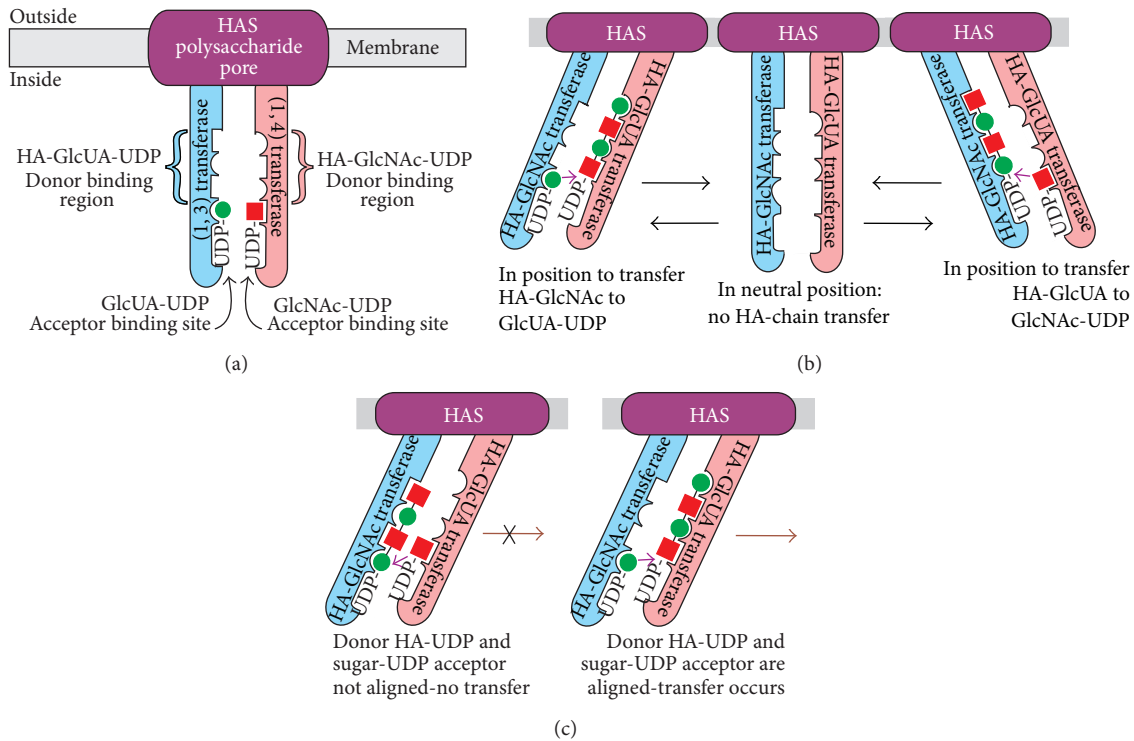 Outside
HAS
polysaccharide
pore
Membrane
Inside
(1, 3) transferase
(1, 4) transferase
HA-GlcUA-UDP
Donor binding
region
HA-GlcNAc-UDP
Donor binding
region
UDP-
UDP-
GlcUA-UDP
Acceptor binding site
GlcNAc-UDP
Acceptor binding site
(a)
HAS
HAS
HAS
HA-GlcNAc transferase
HA-GlcUA transferase
UDP-
UDP-
HA-GlcNAc transferase
HA-GlcUA transferase
HA-GlcNAc transferase
HA-GlcUA transferase
UDP-
UDP-
In position to transfer
HA-GlcNAc to
GlcUA-UDP
In neutral position:
no HA-chain transfer
In position to transfer
HA-GlcUA to
GlcNAc-UDP
(b)
HAS
HAS
HA-GlcNAc transferase
HA-GlcUA transferase
UDP-
UDP-
HA-GlcNAc transferase
HA-GlcUA transferase
UDP-
UDP-
Donor HA-UDP and
sugar-UDP acceptor
not aligned-no transfer
Donor HA-UDP and
sugar-UDP acceptor are
aligned-transfer occurs
(c)